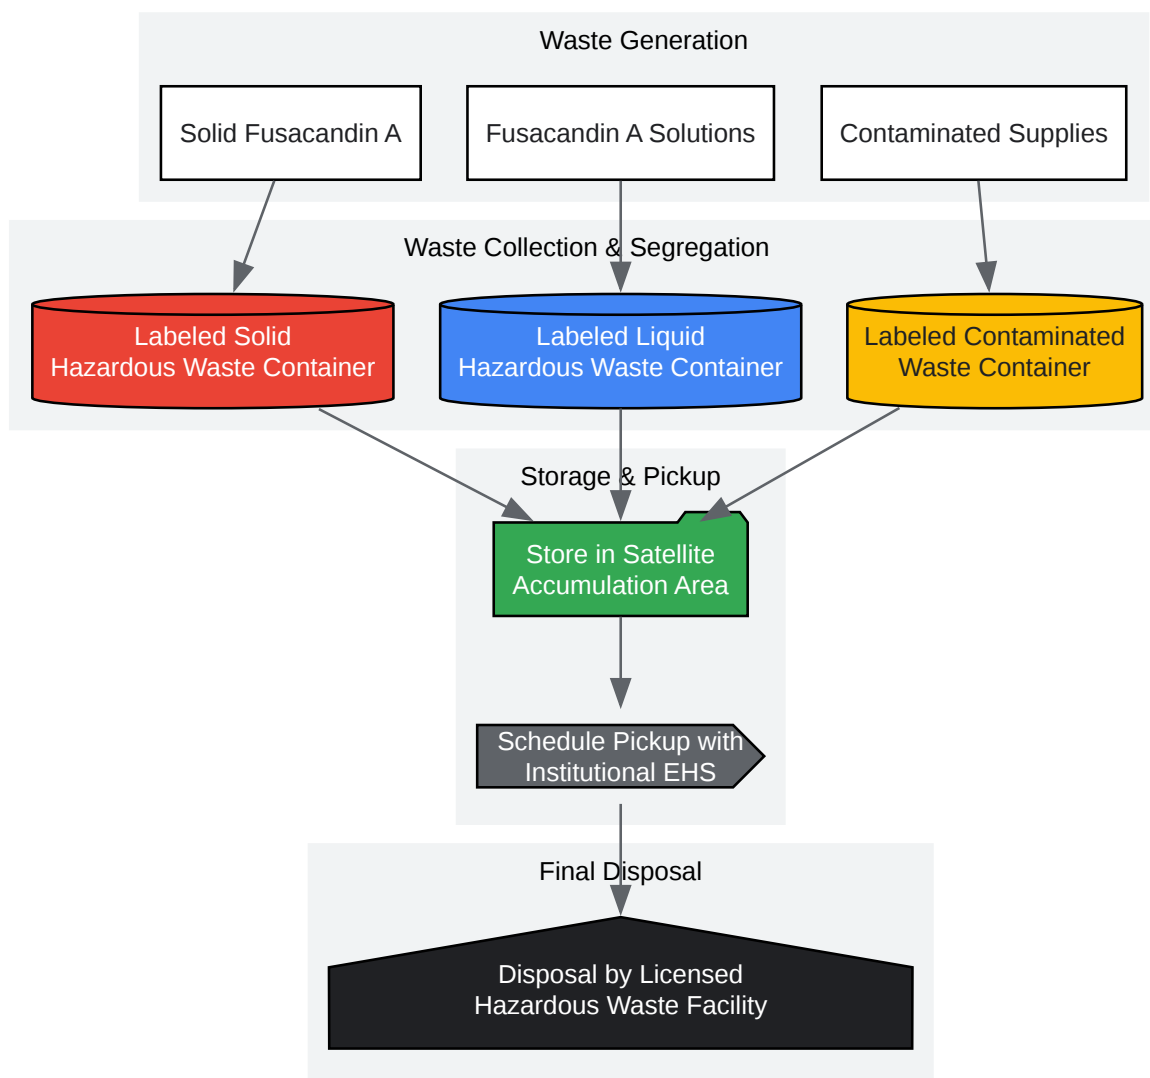 Waste Generation
Solid Fusacandin A
Fusacandin A Solutions
Contaminated Supplies
Waste Collection & Segregation
Labeled Solid
Hazardous Waste Container
Labeled Liquid
Hazardous Waste Container
Labeled Contaminated
Waste Container
Storage & Pickup
Store in Satellite
Accumulation Area
Schedule Pickup with
Institutional EHS
Final Disposal
Disposal by Licensed
Hazardous Waste Facility